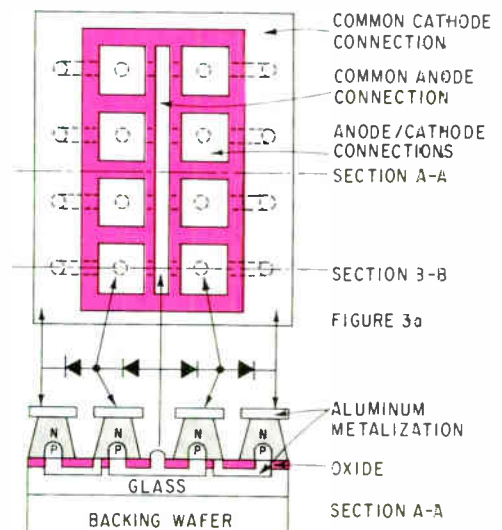 COMMON CATHODE
CONNECTION
COMMON ANODE
CONNECTION
ANODE/CATHODE
CONNECTIONS
SECTION A-A
SECTION B-B
FIGURE 3a
ALUMINUM
METALIZATION
N N N N
P P P P
OXIDE
GLASS
SECTION A-A
BACKING WAFER